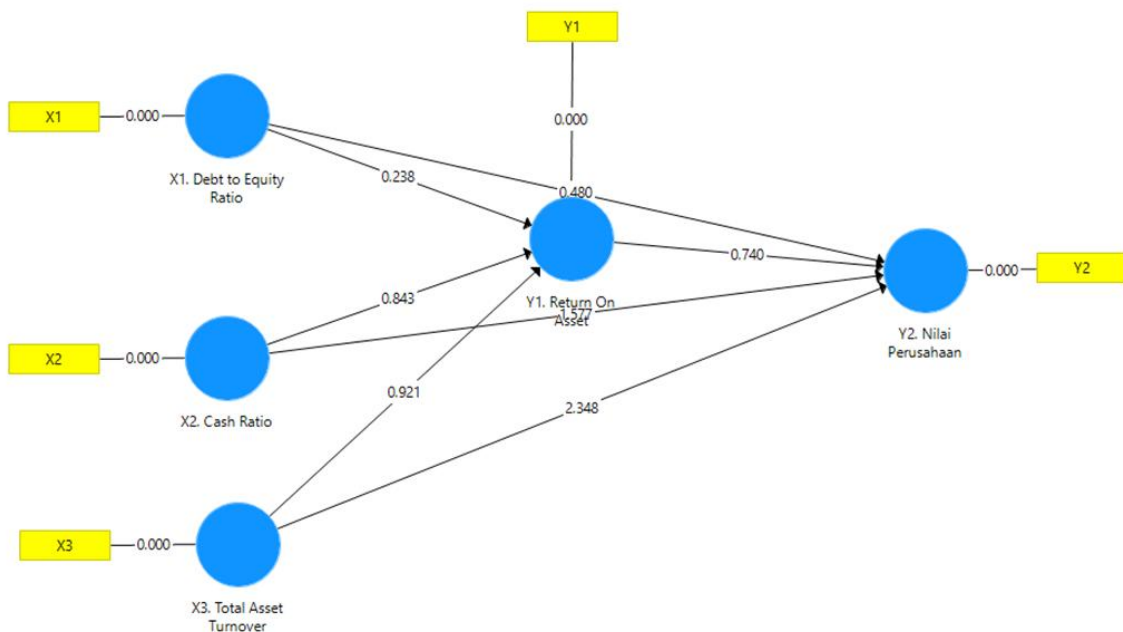 Y1
X1
0.000
0.000
X1. Debt to Equity
Ratio
0.238
0.480
0.740
0.000
Y2
Y1. Return On
Asset
0.843
1.577
Y2. Nilai
Perusahaan
X2
0.000
X2. Cash Ratio
0.921
2.348
X3
0.000
X3. Total Asset
Turnover